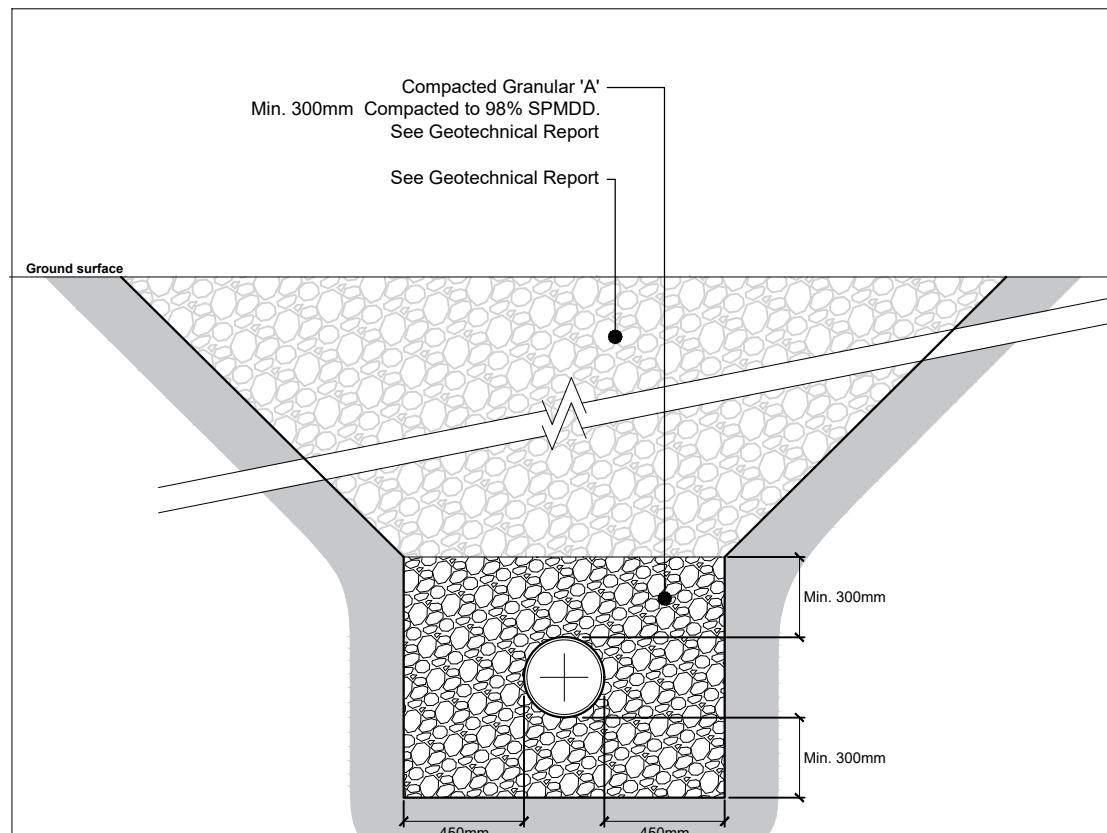 Compacted Granular 'A'
Min. 300mm Compacted to 98% SPMDD.
See Geotechnical Report
See Geotechnical Report
Ground surface
Min. 300mm
Min. 300mm
450mm
450mm